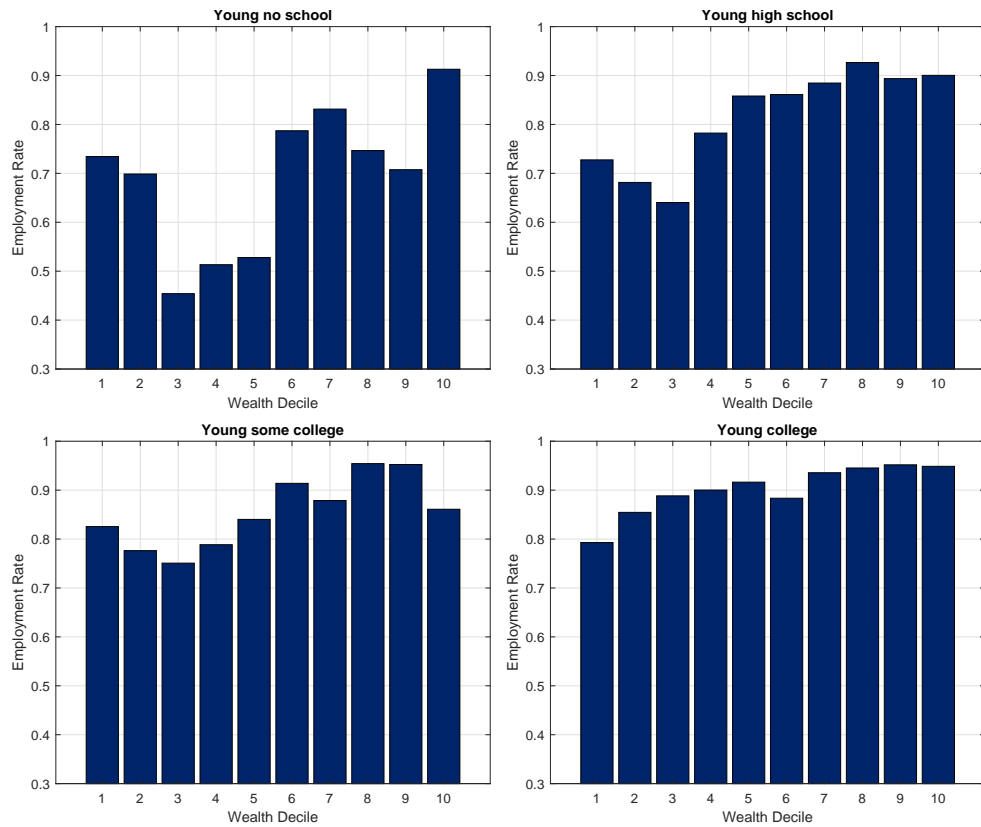 Young no school
1
0.9
0.8
0.7
0.6
0.5
0.4
0.3
Employment Rate
1 2 3 4 5 6 7 8 9 10
Wealth Decile
Young high school
1
0.9
0.8
0.7
0.6
0.5
0.4
0.3
Employment Rate
1 2 3 4 5 6 7 8 9 10
Wealth Decile
Young some college
1
0.9
0.8
0.7
0.6
0.5
0.4
0.3
Employment Rate
1 2 3 4 5 6 7 8 9 10
Wealth Decile
Young college
1
0.9
0.8
0.7
0.6
0.5
0.4
0.3
Employment Rate
1 2 3 4 5 6 7 8 9 10
Wealth Decile